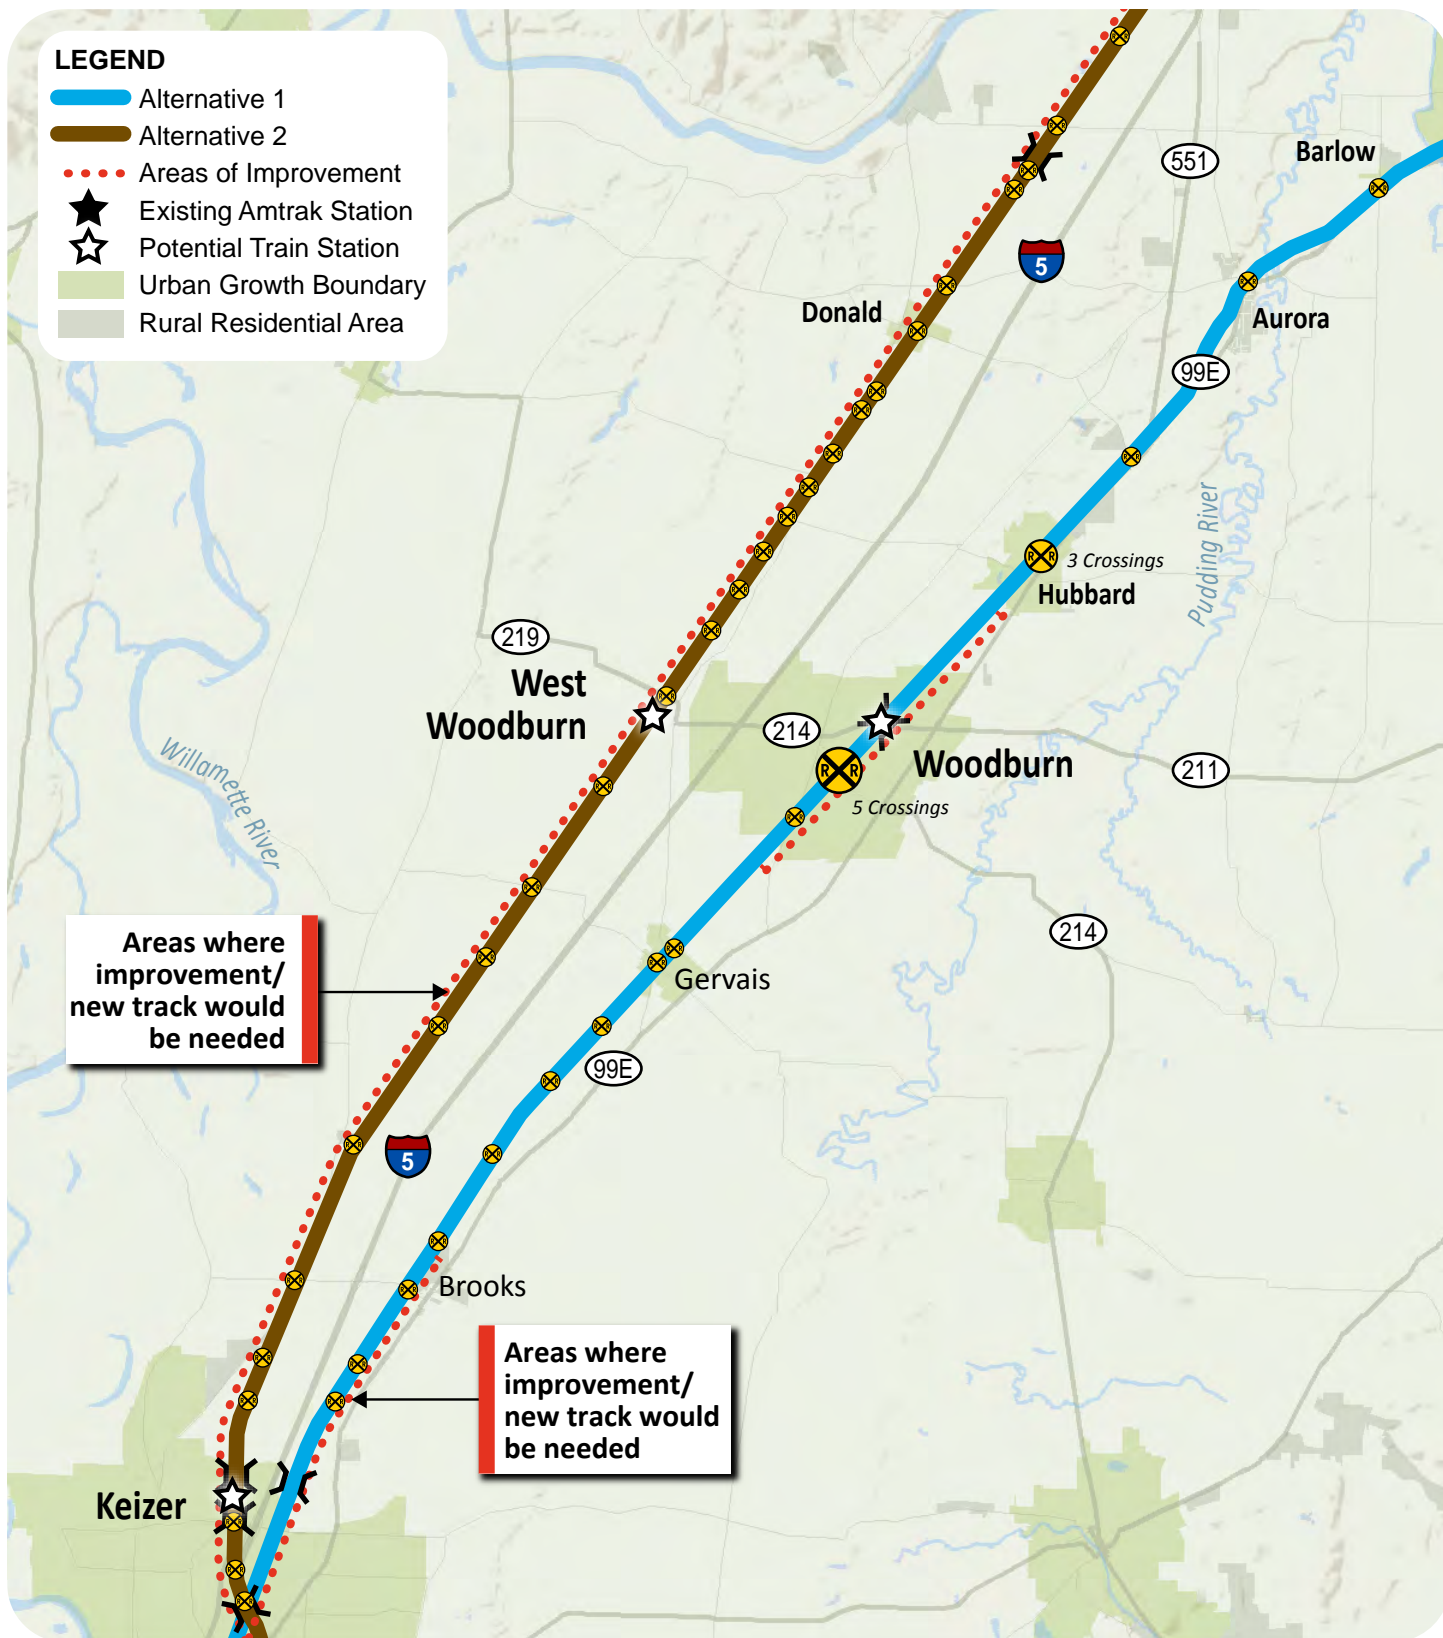 LEGEND
Alternative 1
Alternative 2
Areas of Improvement
Existing Amtrak Station
Potential Train Station
Urban Growth Boundary
Rural Residential Area
551
Barlow
5
Donald
Aurora
99E
Pudding River
3 Crossings
Hubbard
219
West
Woodburn
214
Woodburn
211
5 Crossings
Willamette River
Areas where
improvement/
new track would
be needed
214
Gervais
99E
5
Brooks
Areas where
improvement/
new track would
be needed
Keizer